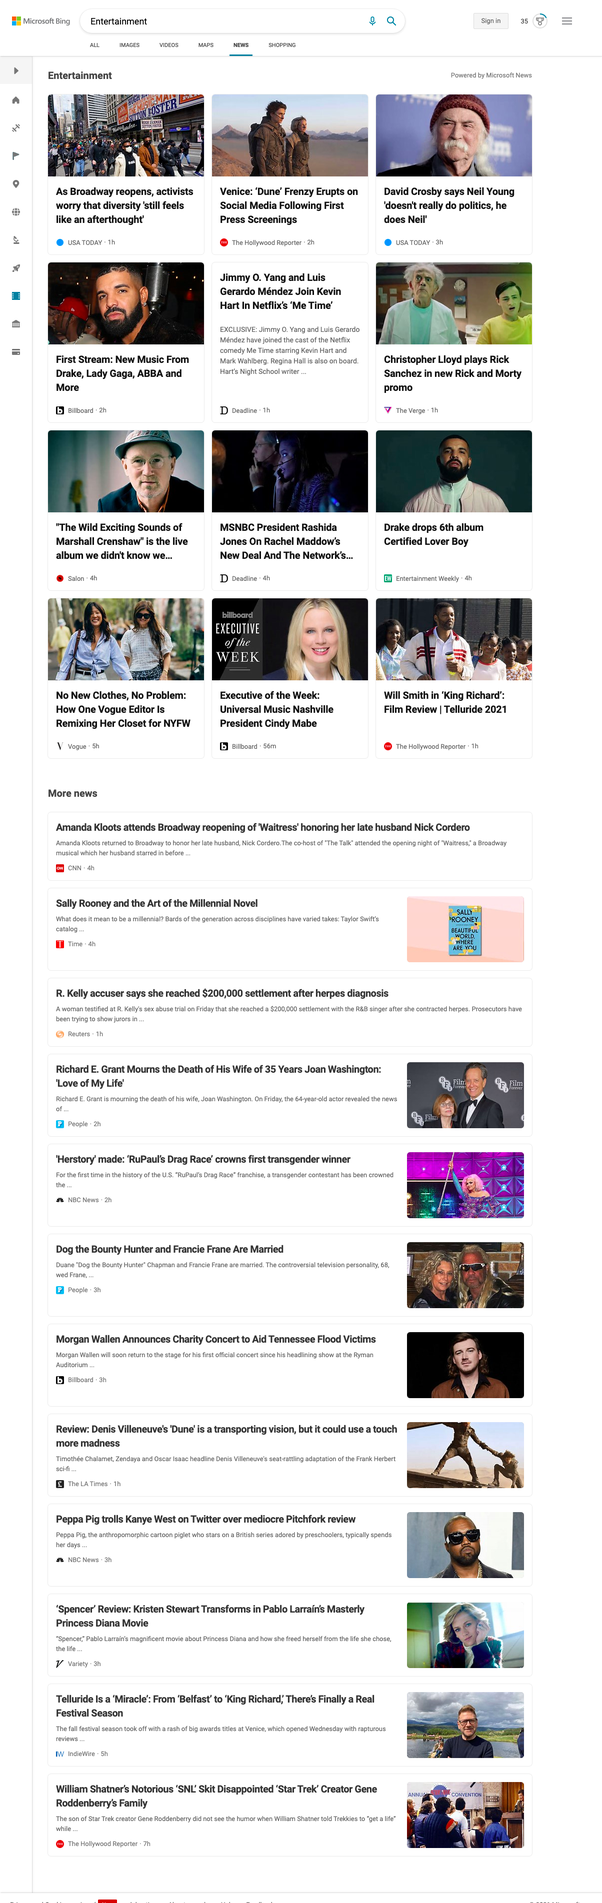 Microsoft Bing
Entertainment
Sign in
35
ALL
IMAGES
VIDEOS
MAPS
NEWS
SHOPPING
Entertainment
Powered by Microsoft News
As Broadway reopens, activists
worry that diversity 'still feels
like an afterthought'
USA TODAY · 1h
Venice: ‘Dune’ Frenzy Erupts on
Social Media Following First
Press Screenings
The Hollywood Reporter · 2h
David Crosby says Neil Young
'doesn't really do politics, he
does Neil'
USA TODAY · 3h
First Stream: New Music From
Drake, Lady Gaga, ABBA and
More
Billboard · 2h
Jimmy O. Yang and Luis
Gerardo Méndez Join Kevin
Hart In Netflix’s ‘Me Time’
EXCLUSIVE: Jimmy O. Yang and Luis Gerardo
Méndez have joined the cast of the Netflix
comedy Me Time starring Kevin Hart and
Mark Wahlberg. Regina Hall is also on board.
Hart’s Night School writer ...
Deadline · 1h
Christopher Lloyd plays Rick
Sanchez in new Rick and Morty
promo
The Verge · 1h
"The Wild Exciting Sounds of
Marshall Crenshaw" is the live
album we didn't know we...
Salon · 4h
MSNBC President Rashida
Jones On Rachel Maddow’s
New Deal And The Network’s...
Deadline · 4h
Drake drops 6th album
Certified Lover Boy
Entertainment Weekly · 4h
No New Clothes, No Problem:
How One Vogue Editor Is
Remixing Her Closet for NYFW
Vogue · 5h
billboard
EXECUTIVE
of the
WEEK
Executive of the Week:
Universal Music Nashville
President Cindy Mabe
Billboard · 56m
Will Smith in ‘King Richard’:
Film Review | Telluride 2021
The Hollywood Reporter · 1h
More news
Amanda Kloots attends Broadway reopening of 'Waitress' honoring her late husband Nick Cordero
Amanda Kloots returned to Broadway to honor her late husband, Nick Cordero.The co-host of "The Talk" attended the opening night of "Waitress," a Broadway
musical which her husband starred in before ...
CNN · 4h
Sally Rooney and the Art of the Millennial Novel
What does it mean to be a millennial? Bards of the generation across disciplines have varied takes: Taylor Swift's
catalog ...
Time · 4h
SALLY
ROONEY
BEAUTIFUL
WORLD,
WHERE
ARE YOU
R. Kelly accuser says she reached $200,000 settlement after herpes diagnosis
A woman testified at R. Kelly's sex abuse trial on Friday that she reached a $200,000 settlement with the R&B singer after she contracted herpes. Prosecutors have
been trying to show jurors in ...
Reuters · 1h
Richard E. Grant Mourns the Death of His Wife of 35 Years Joan Washington:
'Love of My Life'
Richard E. Grant is mourning the death of his wife, Joan Washington. On Friday, the 64-year-old actor revealed the news
of ...
People · 2h
'Herstory' made: ‘RuPaul’s Drag Race’ crowns first transgender winner
For the first time in the history of the U.S. “RuPaul’s Drag Race” franchise, a transgender contestant has been crowned
the ...
NBC News · 2h
Dog the Bounty Hunter and Francie Frane Are Married
Duane "Dog the Bounty Hunter" Chapman and Francie Frane are married. The controversial television personality, 68,
wed Frane, ...
People · 3h
Morgan Wallen Announces Charity Concert to Aid Tennessee Flood Victims
Morgan Wallen will soon return to the stage for his first official concert since his headlining show at the Ryman
Auditorium ...
Billboard · 3h
Review: Denis Villeneuve's 'Dune' is a transporting vision, but it could use a touch
more madness
Timothée Chalamet, Zendaya and Oscar Isaac headline Denis Villeneuve's seat-rattling adaptation of the Frank Herbert
sci-fi ...
The LA Times · 1h
Peppa Pig trolls Kanye West on Twitter over mediocre Pitchfork review
Peppa Pig, the anthropomorphic cartoon piglet who stars on a British series adored by preschoolers, typically spends
her days ...
NBC News · 3h
‘Spencer’ Review: Kristen Stewart Transforms in Pablo Larraín’s Masterly
Princess Diana Movie
“Spencer,” Pablo Larraín’s magnificent movie about Princess Diana and how she freed herself from the life she chose,
the life ...
Variety · 3h
Telluride Is a ‘Miracle’: From ‘Belfast’ to ‘King Richard,’ There’s Finally a Real
Festival Season
The fall festival season took off with a rash of big awards titles at Venice, which opened Wednesday with rapturous
reviews ...
IndieWire · 5h
William Shatner’s Notorious ‘SNL’ Skit Disappointed ‘Star Trek’ Creator Gene
Roddenberry’s Family
The son of Star Trek creator Gene Roddenberry did not see the humor when William Shatner told Trekkies to “get a life”
while ...
The Hollywood Reporter · 7h
CONVENTION